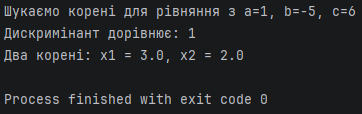 Шукаємо корені для рівняння з a=1, b=-5, c=6
Дискримінант дорівнює: 1
Два корені: x1 = 3.0, x2 = 2.0
Process finished with exit code 0